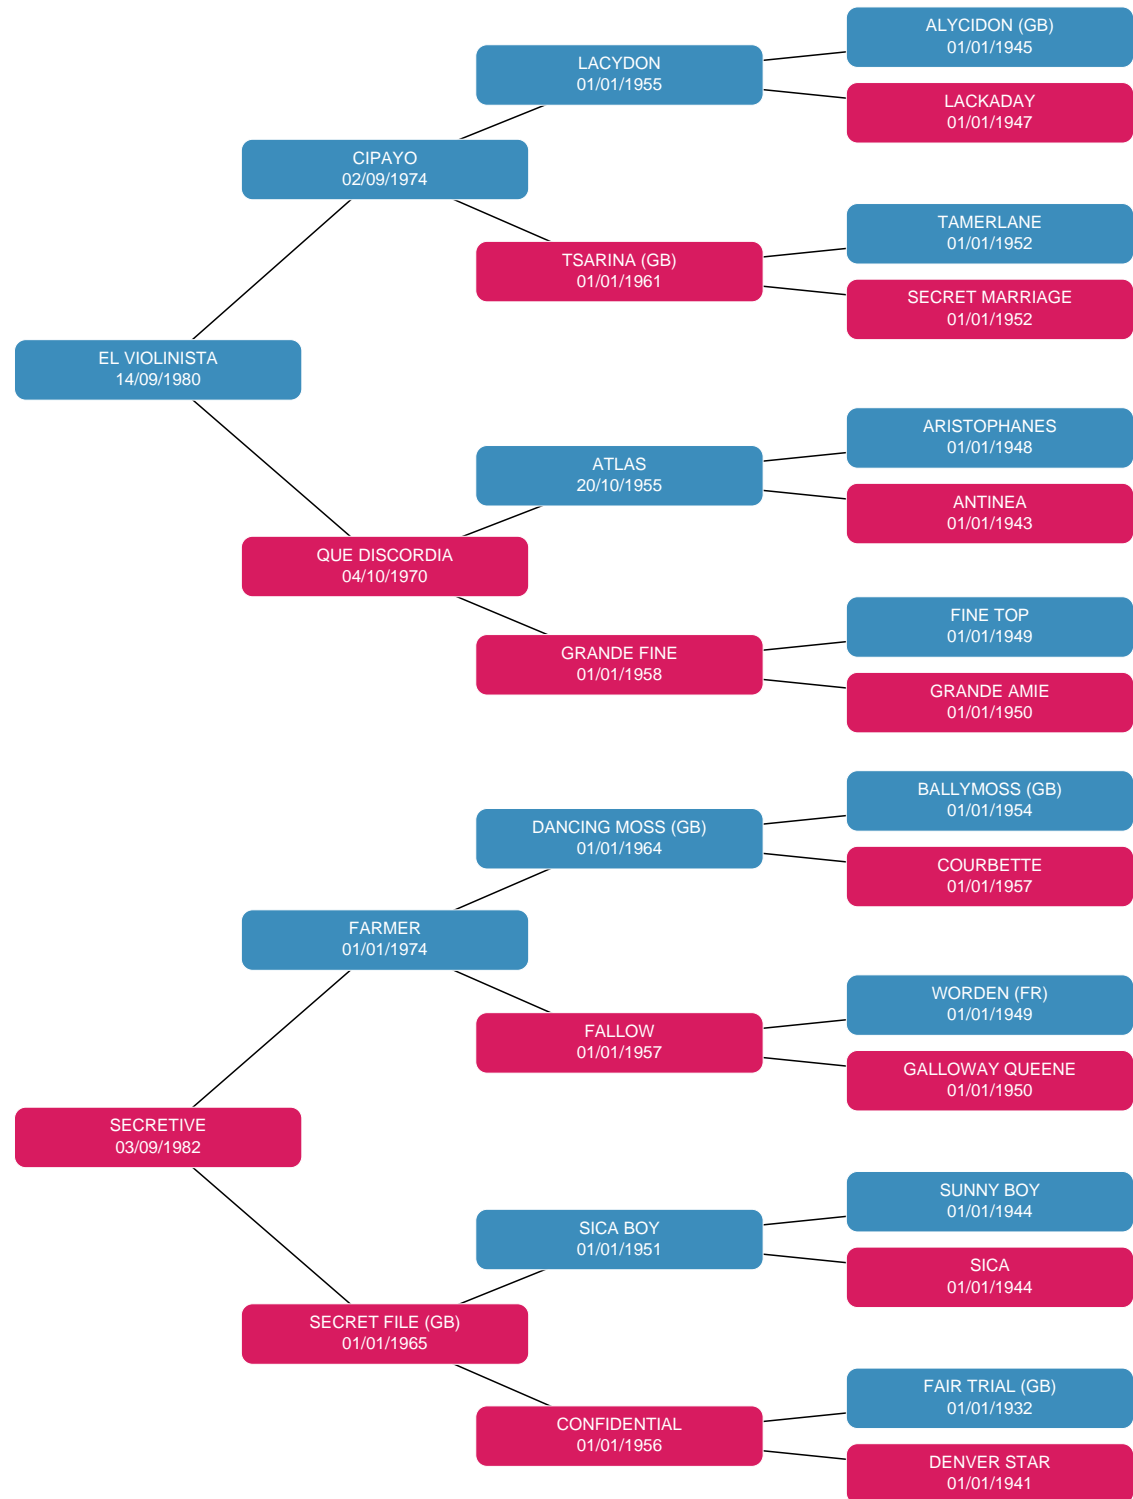 ALYCIDON (GB)
01/01/1945
LACYDON
01/01/1955
LACKADAY
01/01/1947
CIPAYO
02/09/1974
TAMERLANE
01/01/1952
TSARINA (GB)
01/01/1961
SECRET MARRIAGE
01/01/1952
EL VIOLINISTA
14/09/1980
ARISTOPHANES
01/01/1948
ATLAS
20/10/1955
ANTINEA
01/01/1943
QUE DISCORDIA
04/10/1970
FINE TOP
01/01/1949
GRANDE FINE
01/01/1958
GRANDE AMIE
01/01/1950
BALLYMOSS (GB)
01/01/1954
DANCING MOSS (GB)
01/01/1964
COURBETTE
01/01/1957
FARMER
01/01/1974
WORDEN (FR)
01/01/1949
FALLOW
01/01/1957
GALLOWAY QUEENE
01/01/1950
SECRETIVE
03/09/1982
SUNNY BOY
01/01/1944
SICA BOY
01/01/1951
SICA
01/01/1944
SECRET FILE (GB)
01/01/1965
FAIR TRIAL (GB)
01/01/1932
CONFIDENTIAL
01/01/1956
DENVER STAR
01/01/1941